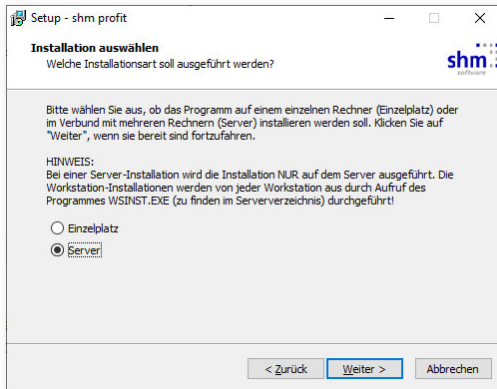 Setup - shm profit
Installation auswählen
Welche Installationsart soll ausgeführt werden?
shm
software
Bitte wählen Sie aus, ob das Programm auf einem einzelnen Rechner (Einzelplatz) oder
im Verbund mit mehreren Rechnern (Server) installieren werden soll. Klicken Sie auf
"Weiter", wenn sie bereit sind fortzufahren.
HINWEIS:
Bei einer Server-Installation wird die Installation NUR auf dem Server ausgeführt. Die
Workstation-Installationen werden von jeder Workstation aus durch Aufruf des
Programmes WSINST.EXE (zu finden im Serververzeichnis) durchgeführt!
Einzelplatz
Server
< Zurück Weiter > Abbrechen